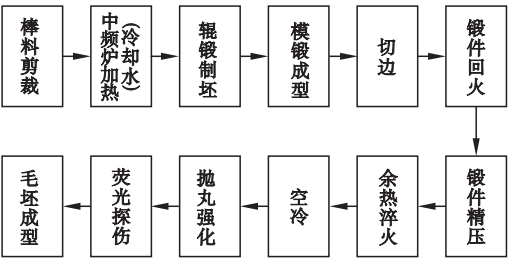 棒料剪裁
中频炉加热
(冷却水)
辊锻制坯
模锻成型
切边
锻件回火
锻件精压
余热淬火
空冷
抛丸强化
荧光探伤
毛坯成型